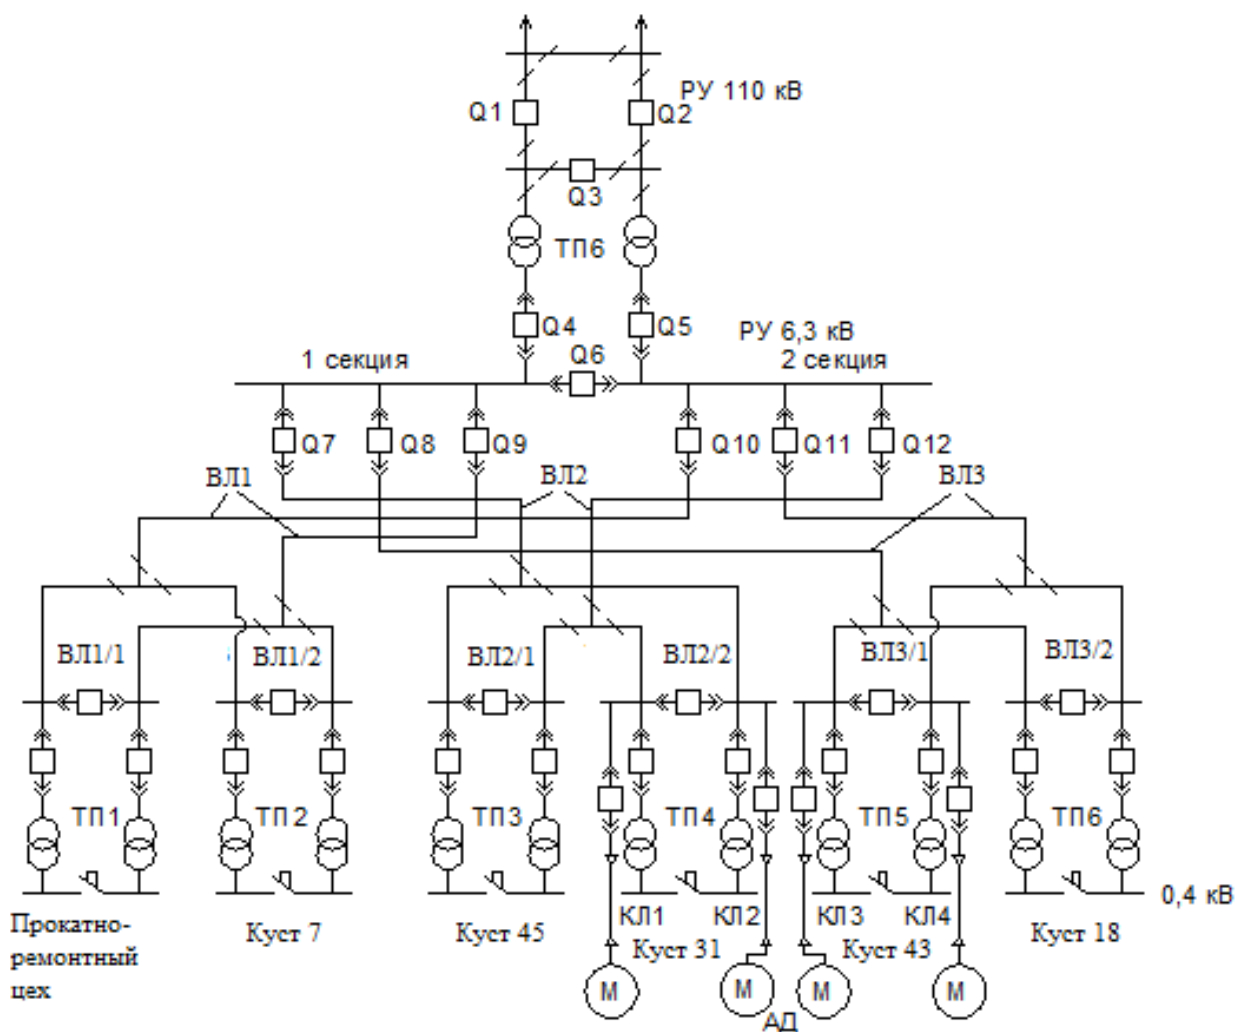 РУ 110 кВ
Q1
Q2
Q3
ТП6
Q4
Q5
РУ 6,3 кВ
1 секция
Q6
2 секция
Q7
Q8
Q9
Q10
Q11
Q12
ВЛ1
ВЛ2
ВЛ3
ВЛ1/1
ВЛ1/2
ВЛ2/1
ВЛ2/2
ВЛ3/1
ВЛ3/2
ТП1
ТП2
ТП3
ТП4
ТП5
ТП6
0,4 кВ
КЛ1
КЛ2
КЛ3
КЛ4
Прокатно-
ремонтный
цех
Куст 7
Куст 45
Куст 31
Куст 43
Куст 18
М
М
М
М
АД